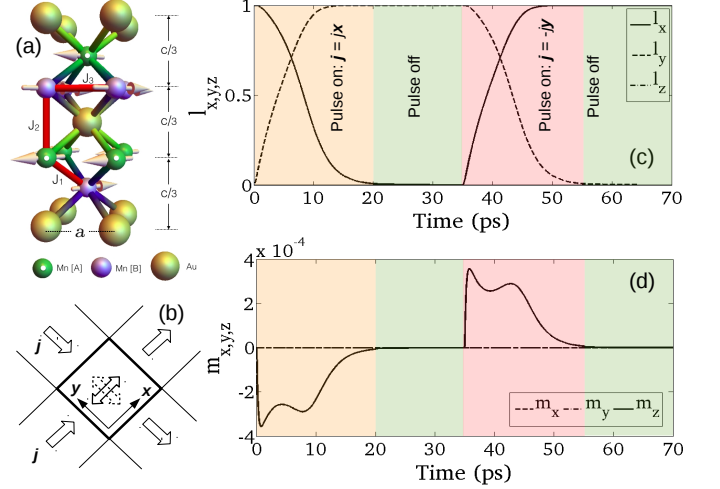 (a)
c/3
J₃
J₂
c/3
J₁
c/3
a
Mn [A]
Mn [B]
Au
(b)
j
y
x
j
1
0.5
0
l x,y,z
Pulse on: j = jx
Pulse off
Pulse on: j = -jy
Pulse off
l x
l y
l z
(c)
0 10 20 30 40 50 60 70
Time (ps)
x 10⁻⁴
4
2
0
-2
-4
m x,y,z
(d)
m x m y m z
0 10 20 30 40 50 60 70
Time (ps)